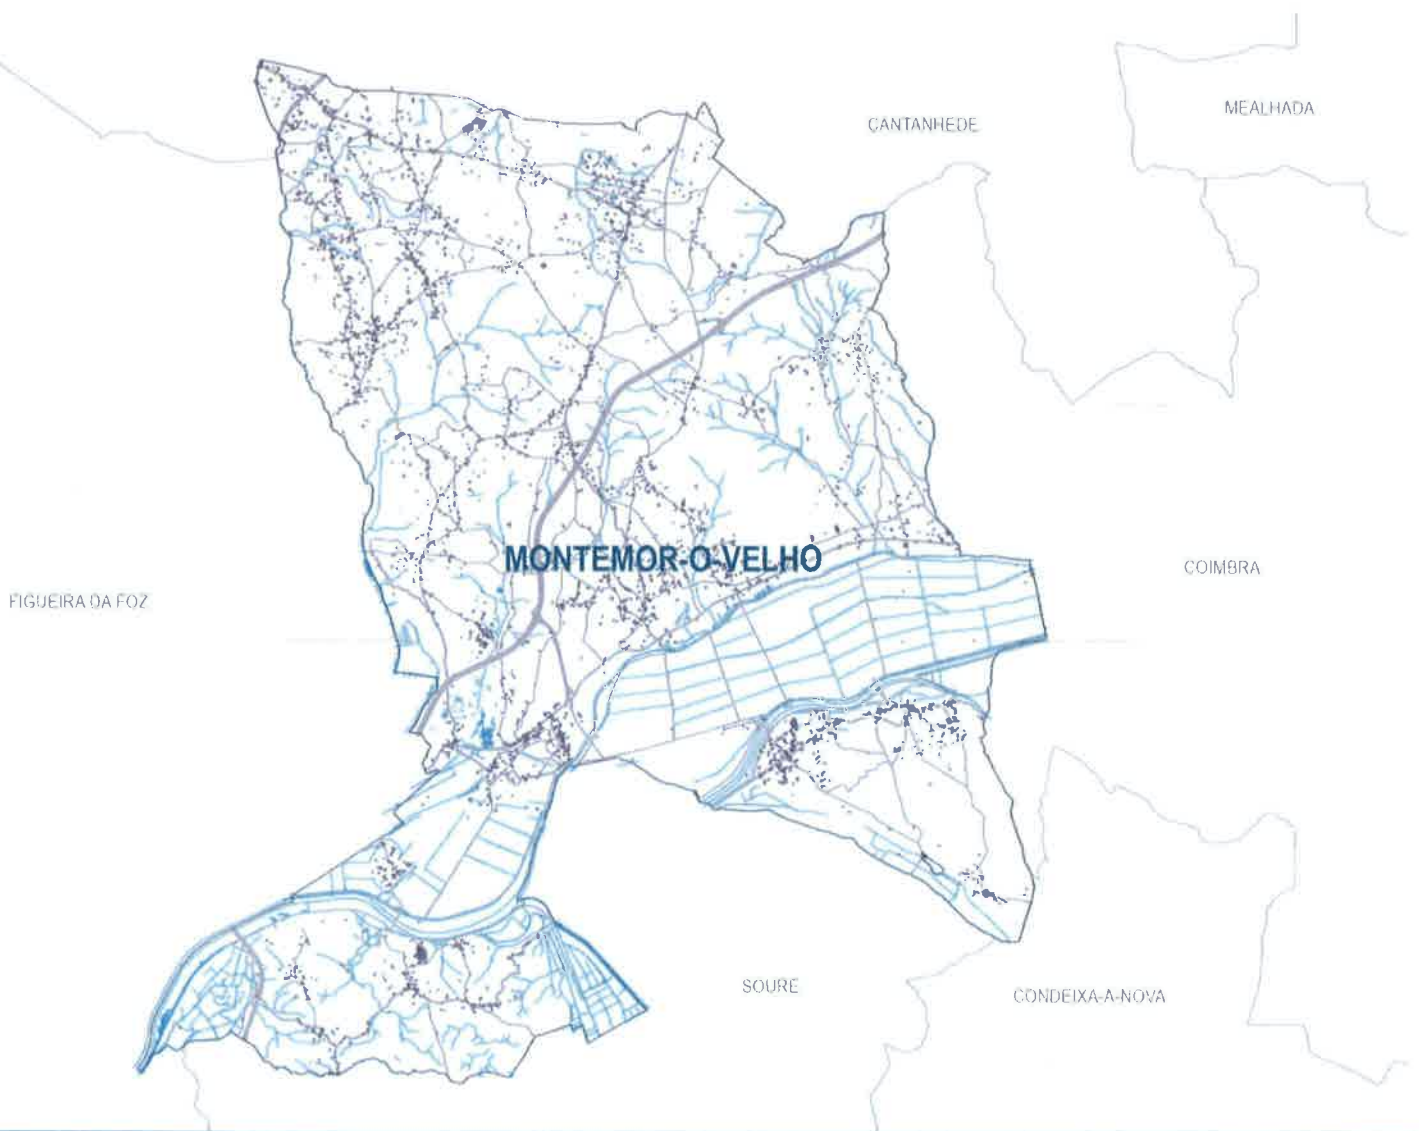 MEALHADA
CANTANHEDE
MONTEMOR-O-VELHO
COIMBRA
FIGUEIRA DA FOZ
SOURE
CONDEIXA-A-NOVA